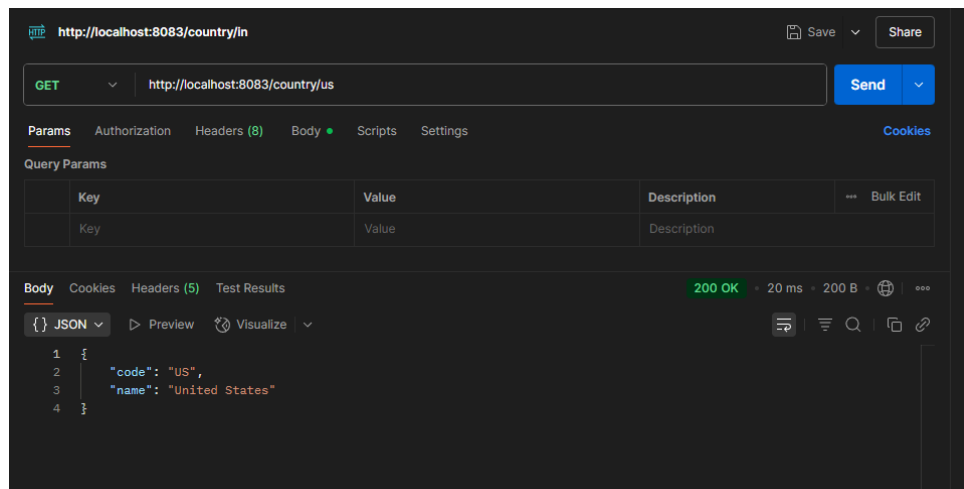 HTTP http://localhost:8083/country/in Save Share
GET http://localhost:8083/country/us Send
Params Authorization Headers (8) Body Scripts Settings Cookies
Query Params
Key Value Description ••• Bulk Edit
Key Value Description
Body Cookies Headers (5) Test Results 200 OK • 20 ms • 200 B •••
{} JSON Preview Visualize
1 {
2 "code": "US",
3 "name": "United States"
4 }